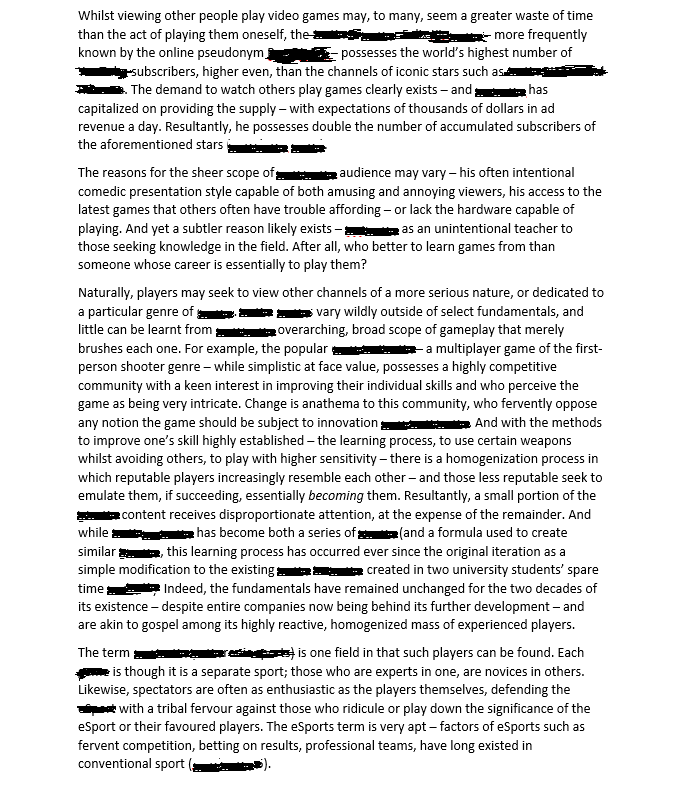 Whilst viewing other people play video games may, to many, seem a greater waste of time
than the act of playing them oneself, the – more frequently
known by the online pseudonym – possesses the world's highest number of
subscribers, higher even, than the channels of iconic stars such as
. The demand to watch others play games clearly exists – and has
capitalized on providing the supply – with expectations of thousands of dollars in ad
revenue a day. Resultantly, he possesses double the number of accumulated subscribers of
the aforementioned stars
The reasons for the sheer scope of audience may vary – his often intentional
comedic presentation style capable of both amusing and annoying viewers, his access to the
latest games that others often have trouble affording – or lack the hardware capable of
playing. And yet a subtler reason likely exists – as an unintentional teacher to
those seeking knowledge in the field. After all, who better to learn games from than
someone whose career is essentially to play them?
Naturally, players may seek to view other channels of a more serious nature, or dedicated to
a particular genre of . vary wildly outside of select fundamentals, and
little can be learnt from overarching, broad scope of gameplay that merely
brushes each one. For example, the popular – a multiplayer game of the first-
person shooter genre – while simplistic at face value, possesses a highly competitive
community with a keen interest in improving their individual skills and who perceive the
game as being very intricate. Change is anathema to this community, who fervently oppose
any notion the game should be subject to innovation . And with the methods
to improve one's skill highly established – the learning process, to use certain weapons
whilst avoiding others, to play with higher sensitivity – there is a homogenization process in
which reputable players increasingly resemble each other – and those less reputable seek to
emulate them, if succeeding, essentially becoming them. Resultantly, a small portion of the
content receives disproportionate attention, at the expense of the remainder. And
while has become both a series of (and a formula used to create
similar , this learning process has occurred ever since the original iteration as a
simple modification to the existing created in two university students' spare
time . Indeed, the fundamentals have remained unchanged for the two decades of
its existence – despite entire companies now being behind its further development – and
are akin to gospel among its highly reactive, homogenized mass of experienced players.
The term ) is one field in that such players can be found. Each
is though it is a separate sport; those who are experts in one, are novices in others.
Likewise, spectators are often as enthusiastic as the players themselves, defending the
with a tribal fervour against those who ridicule or play down the significance of the
eSport or their favoured players. The eSports term is very apt – factors of eSports such as
fervent competition, betting on results, professional teams, have long existed in
conventional sport ( ).